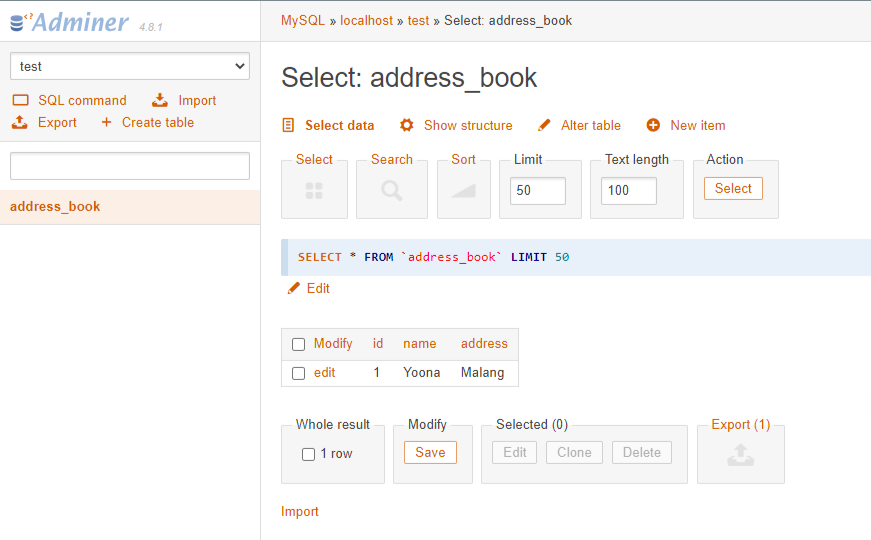 Adminer 4.8.1
test
SQL command Import
Export + Create table
address_book
MySQL » localhost » test » Select: address_book
Select: address_book
Select data Show structure Alter table New item
Select Search Sort Limit Text length Action
50 100 Select
SELECT * FROM `address_book` LIMIT 50
Edit
Modify id name address
edit 1 Yoona Malang
Whole result Modify Selected (0) Export (1)
1 row Save Edit Clone Delete
Import